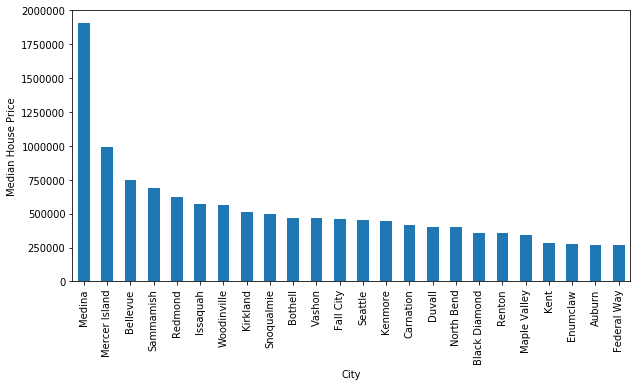 2000000
1750000
1500000
1250000
1000000
750000
500000
250000
0
Median House Price
Medina
Mercer Island
Bellevue
Sammamish
Redmond
Issaquah
Woodinville
Kirkland
Snoqualmie
Bothell
Vashon
Fall City
Seattle
Kenmore
Carnation
Duvall
North Bend
Black Diamond
Renton
Maple Valley
Kent
Enumclaw
Auburn
Federal Way
City